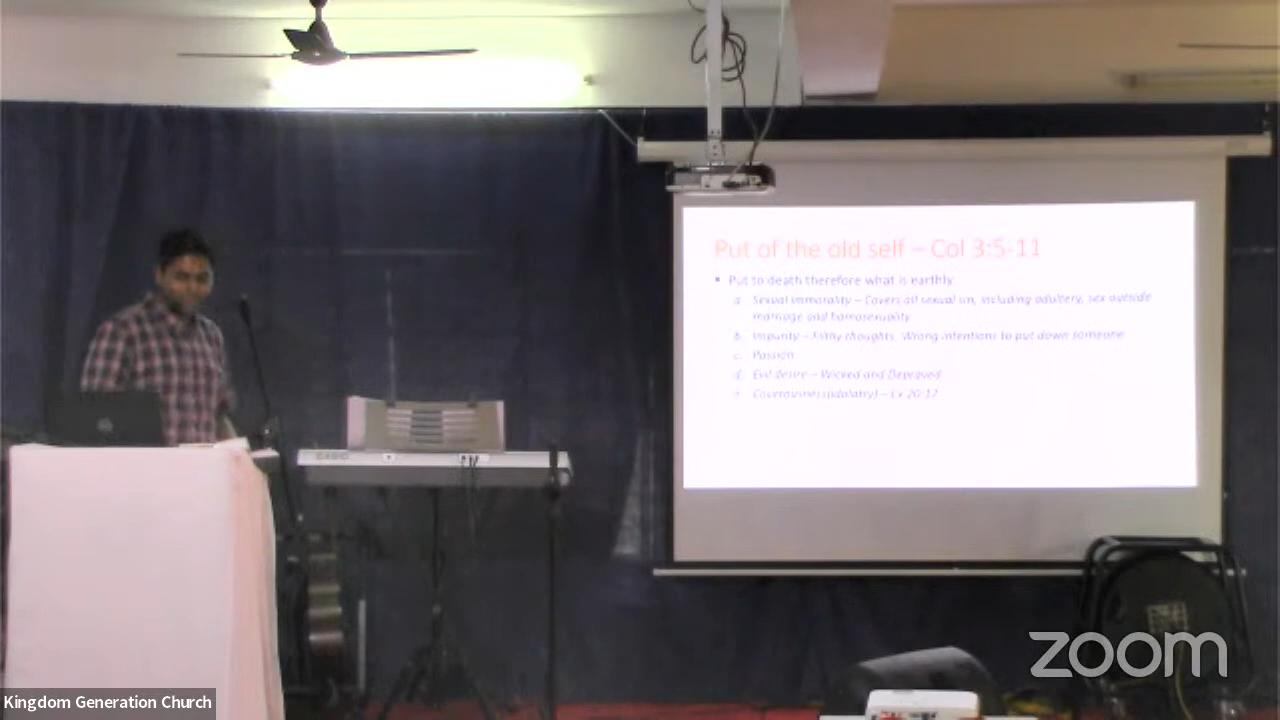 Put of the old self – Col 3:5-11
• Put to death therefore what is earthly
a. Sexual immorality – Covers all sexual sin, including adultery, sex outside
marriage and homosexuality
b. Impurity – Filthy thoughts, Wrong intentions to put down someone
c. Passion
d. Evil desire – Wicked and Depraved
e. Covetousness(idolatry) – Ex 20:17
CASIO
zoom
Kingdom Generation Church